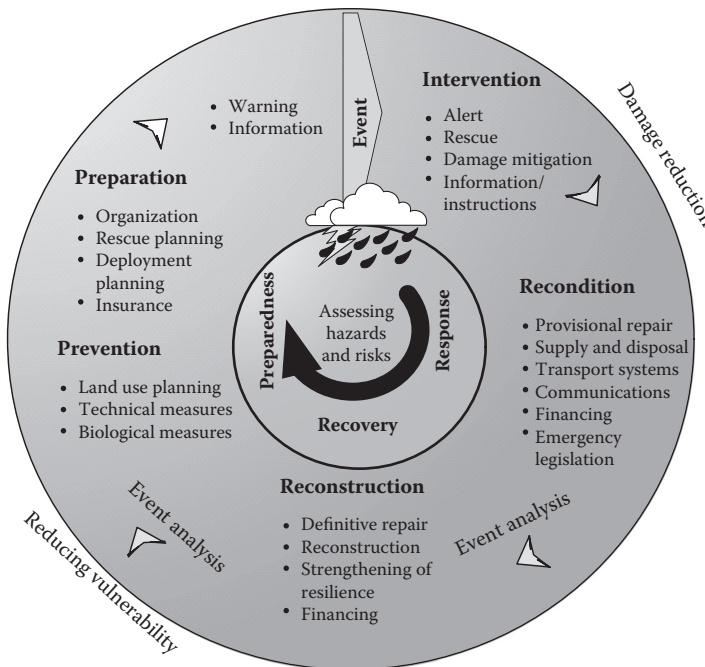 Event
• Warning
• Information
Intervention
• Alert
• Rescue
• Damage mitigation
• Information/
instructions
Damage reduction
Recondition
• Provisional repair
• Supply and disposal
• Transport systems
• Communications
• Financing
• Emergency
legislation
Event analysis
Reconstruction
• Definitive repair
• Reconstruction
• Strengthening of
resilience
• Financing
Event analysis
Reducing vulnerability
Prevention
• Land use planning
• Technical measures
• Biological measures
Preparation
• Organization
• Rescue planning
• Deployment
planning
• Insurance
Preparedness
Assessing
hazards
and risks
Response
Recovery